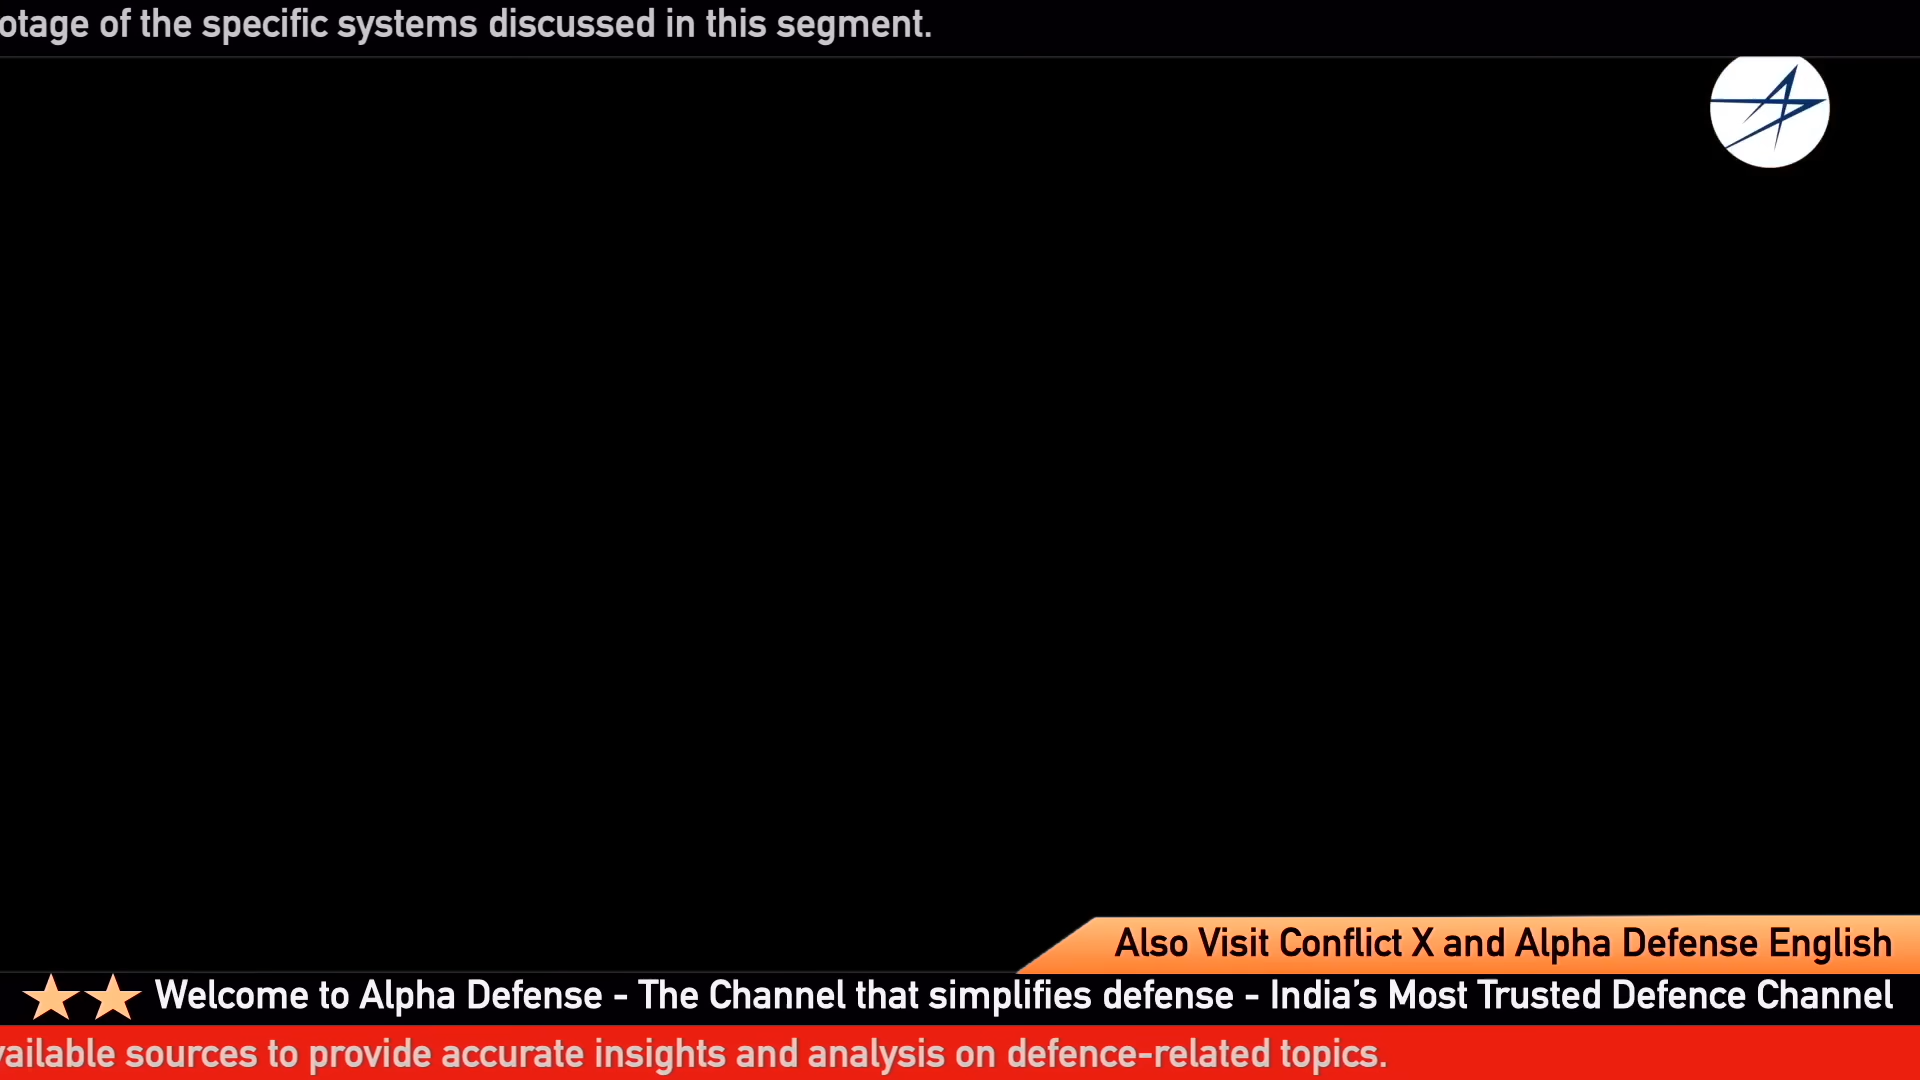 of the specific systems discussed in this segment.
Also Visit Conflict X and Alpha Defense English
Welcome to Alpha Defense - The Channel that simplifies defense - India’s Most Trusted Defence Channel
sources to provide accurate insights and analysis on defence-related topics.